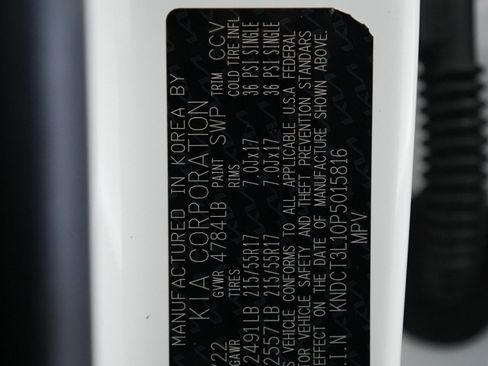 MANUFACTURED IN KOREA BY
KIA CORPORATION
22 GVWR 4784LB PAINT SWP TRIM CCV
GAWR TIRES RIMS COLD TIRE INFL
2491LB 215/55R17 7.0Jx17 36 PSI SINGLE
2557LB 215/55R17 7.0Jx17 36 PSI SINGLE
S VEHICLE CONFORMS TO ALL APPLICABLE U.S.A FEDERAL
TOR VEHICLE SAFETY AND THEFT PREVENTION STANDARS
EFFECT ON THE DATE OF MANUFACTURE SHOWN ABOVE.
.I.N KNDCT3L10P5015816
MPV